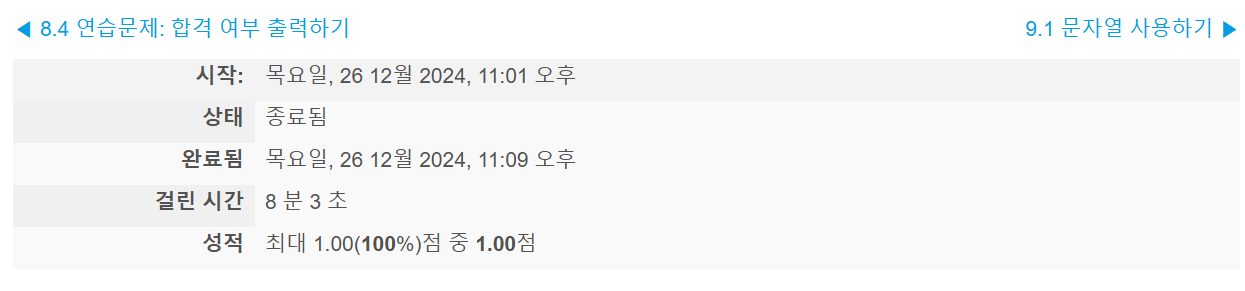 ◀ 8.4 연습문제: 합격 여부 출력하기 9.1 문자열 사용하기 ▶
시작: 목요일, 26 12월 2024, 11:01 오후
상태 종료됨
완료됨 목요일, 26 12월 2024, 11:09 오후
걸린 시간 8 분 3 초
성적 최대 1.00(100%)점 중 1.00점